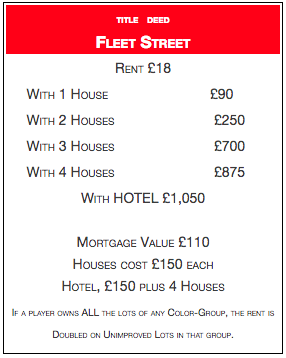 TITLE DEED
FLEET STREET
RENT £18
WITH 1 HOUSE £90
WITH 2 HOUSES £250
WITH 3 HOUSES £700
WITH 4 HOUSES £875
WITH HOTEL £1,050
MORTGAGE VALUE £110
HOUSES COST £150 EACH
HOTEL, £150 PLUS 4 HOUSES
IF A PLAYER OWNS ALL THE LOTS OF ANY COLOR-GROUP, THE RENT IS
DOUBLED ON UNIMPROVED LOTS IN THAT GROUP.